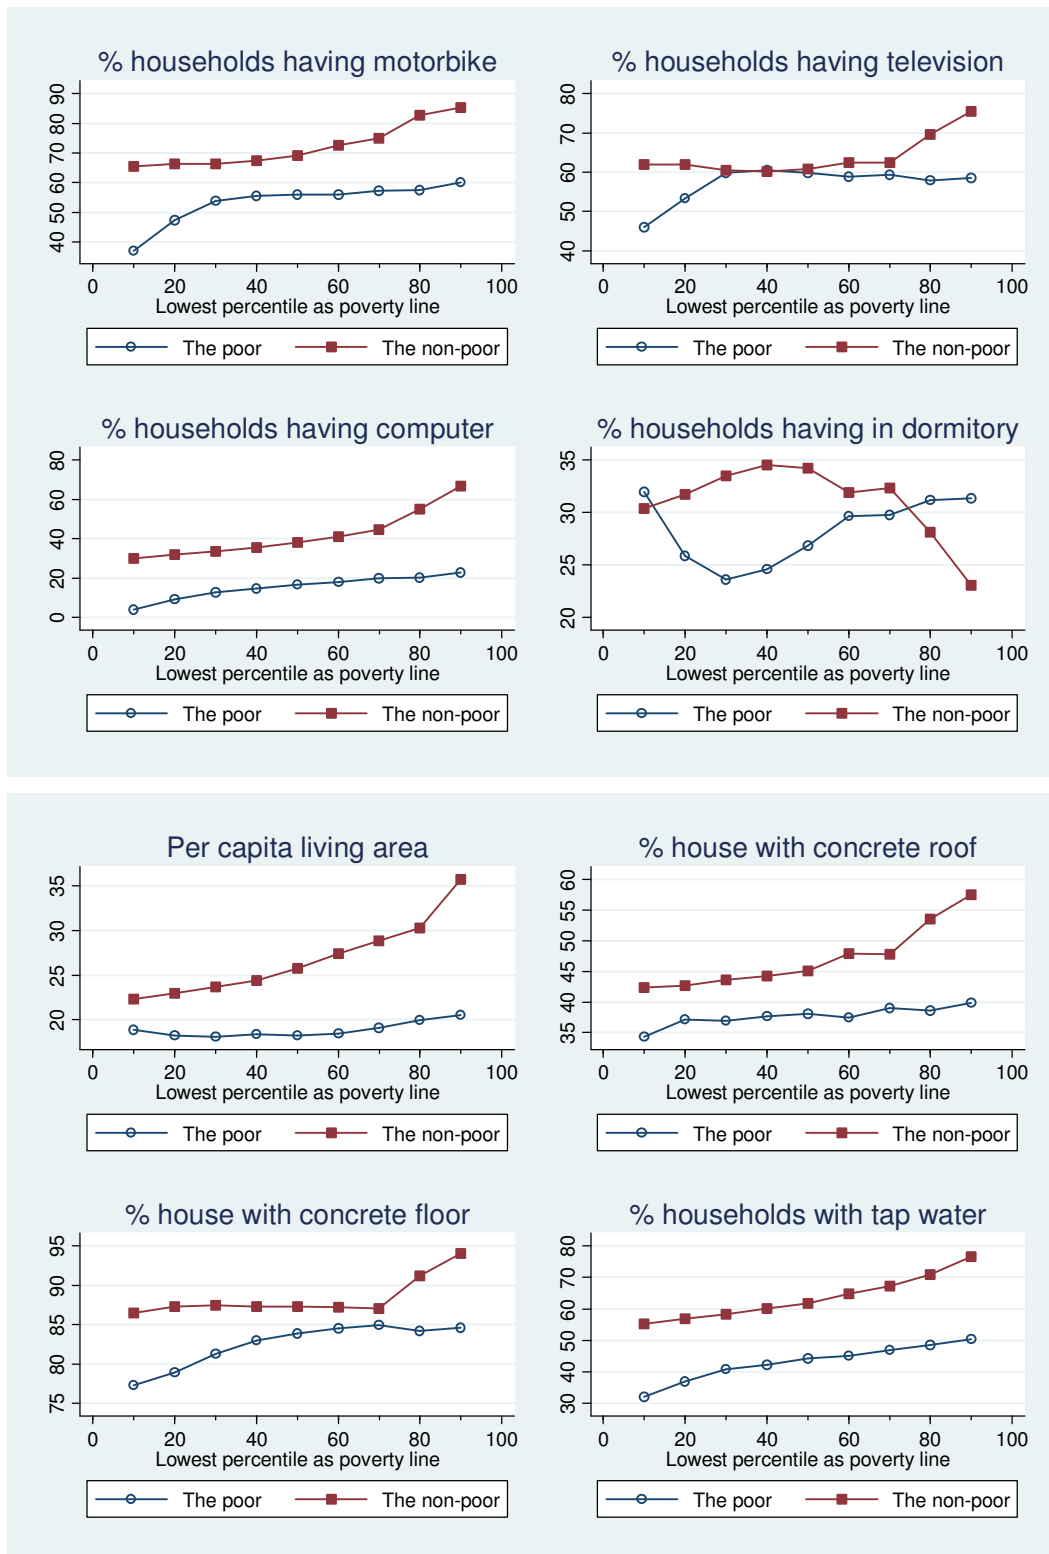 % households having motorbike
40 50 60 70 80 90
0 20 40 60 80 100
Lowest percentile as poverty line
The poor The non-poor
% households having television
40 50 60 70 80
0 20 40 60 80 100
Lowest percentile as poverty line
The poor The non-poor
% households having computer
0 20 40 60 80
0 20 40 60 80 100
Lowest percentile as poverty line
The poor The non-poor
% households having in dormitory
20 25 30 35
0 20 40 60 80 100
Lowest percentile as poverty line
The poor The non-poor
Per capita living area
20 25 30 35
0 20 40 60 80 100
Lowest percentile as poverty line
The poor The non-poor
% house with concrete roof
35 40 45 50 55 60
0 20 40 60 80 100
Lowest percentile as poverty line
The poor The non-poor
% house with concrete floor
75 80 85 90 95
0 20 40 60 80 100
Lowest percentile as poverty line
The poor The non-poor
% households with tap water
30 40 50 60 70 80
0 20 40 60 80 100
Lowest percentile as poverty line
The poor The non-poor